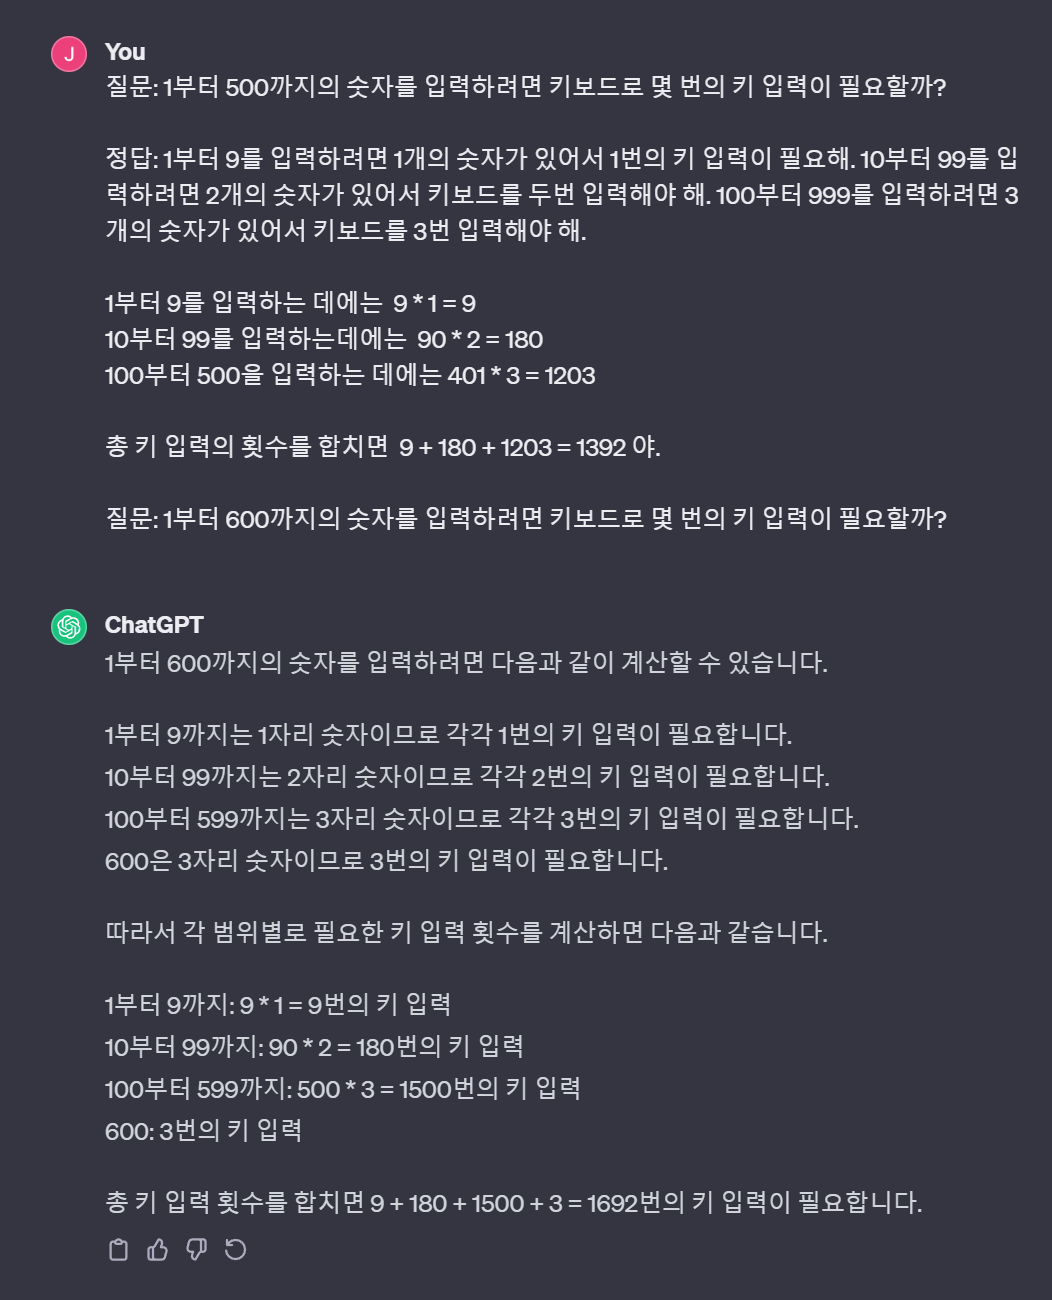 J
You
질문: 1부터 500까지의 숫자를 입력하려면 키보드로 몇 번의 키 입력이 필요할까?
정답: 1부터 9를 입력하려면 1개의 숫자가 있어서 1번의 키 입력이 필요해. 10부터 99를 입
력하려면 2개의 숫자가 있어서 키보드를 두번 입력해야 해. 100부터 999를 입력하려면 3
개의 숫자가 있어서 키보드를 3번 입력해야 해.
1부터 9를 입력하는 데에는  9 * 1 = 9
10부터 99를 입력하는데에는  90 * 2 = 180
100부터 500을 입력하는 데에는 401 * 3 = 1203
총 키 입력의 횟수를 합치면  9 + 180 + 1203 = 1392 야.
질문: 1부터 600까지의 숫자를 입력하려면 키보드로 몇 번의 키 입력이 필요할까?
ChatGPT
1부터 600까지의 숫자를 입력하려면 다음과 같이 계산할 수 있습니다.
1부터 9까지는 1자리 숫자이므로 각각 1번의 키 입력이 필요합니다.
10부터 99까지는 2자리 숫자이므로 각각 2번의 키 입력이 필요합니다.
100부터 599까지는 3자리 숫자이므로 각각 3번의 키 입력이 필요합니다.
600은 3자리 숫자이므로 3번의 키 입력이 필요합니다.
따라서 각 범위별로 필요한 키 입력 횟수를 계산하면 다음과 같습니다.
1부터 9까지: 9 * 1 = 9번의 키 입력
10부터 99까지: 90 * 2 = 180번의 키 입력
100부터 599까지: 500 * 3 = 1500번의 키 입력
600: 3번의 키 입력
총 키 입력 횟수를 합치면 9 + 180 + 1500 + 3 = 1692번의 키 입력이 필요합니다.